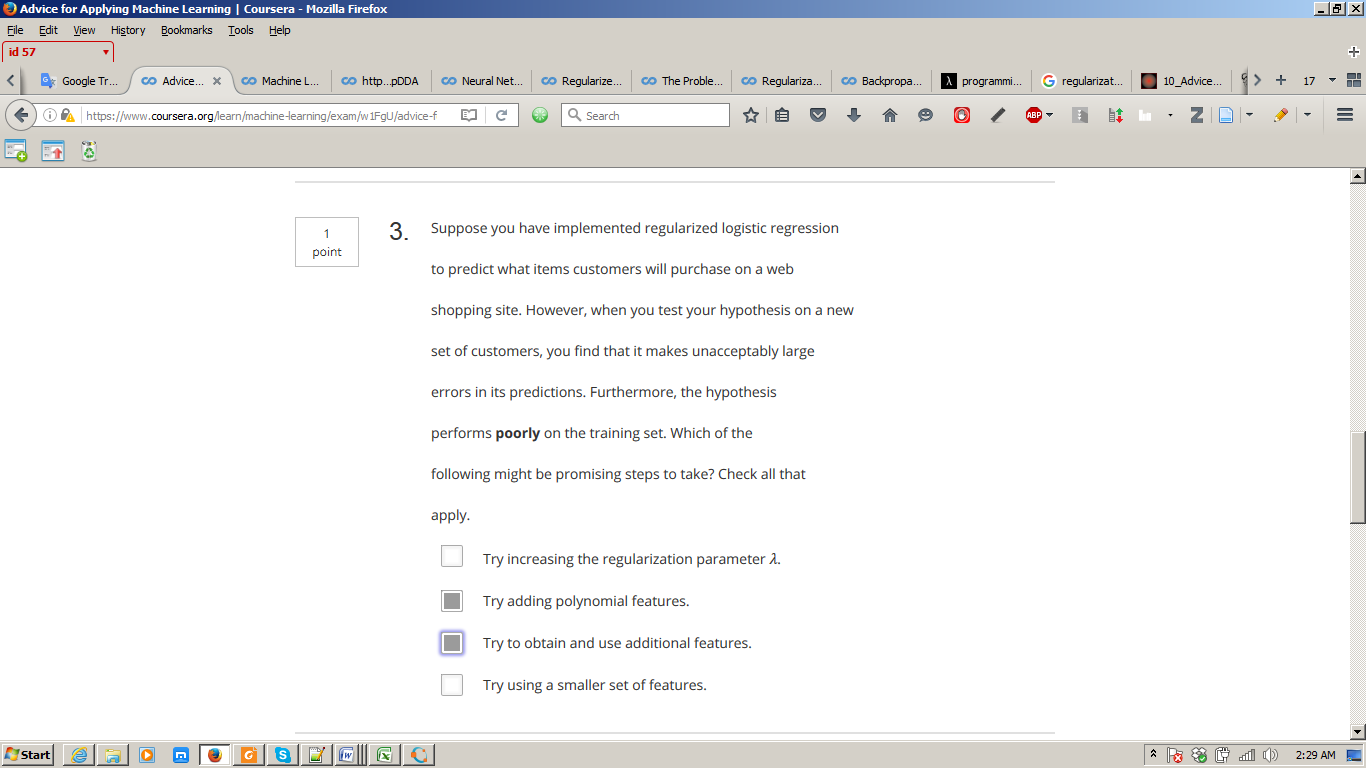 Advice for Applying Machine Learning | Coursera - Mozilla Firefox
File Edit View History Bookmarks Tools Help
id 57
Google Tr... Advice... Machine L... http...pDDA Neural Net... Regularize... The Proble... Regulariza... Backpropa... programmi... regularizat... 10_Advice... 17
https://www.coursera.org/learn/machine-learning/exam/w1FgU/advice-f
Search
ABP
1
point
3.
Suppose you have implemented regularized logistic regression
to predict what items customers will purchase on a web
shopping site. However, when you test your hypothesis on a new
set of customers, you find that it makes unacceptably large
errors in its predictions. Furthermore, the hypothesis
performs poorly on the training set. Which of the
following might be promising steps to take? Check all that
apply.
Try increasing the regularization parameter λ.
Try adding polynomial features.
Try to obtain and use additional features.
Try using a smaller set of features.
Start
2:29 AM